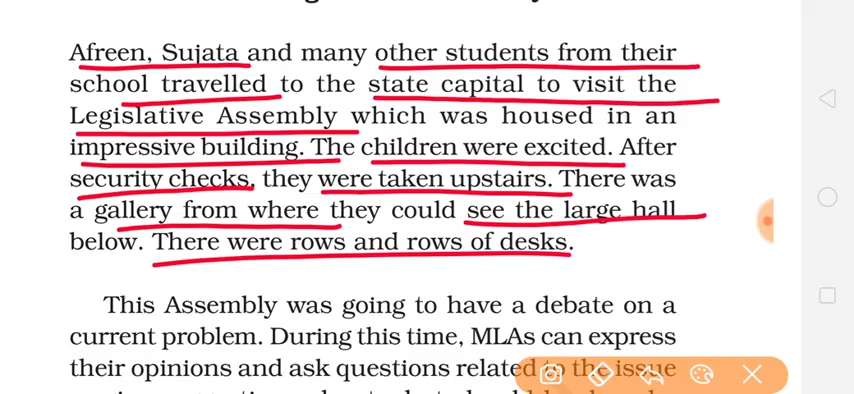 Afreen, Sujata and many other students from their
school travelled to the state capital to visit the
Legislative Assembly which was housed in an
impressive building. The children were excited. After
security checks, they were taken upstairs. There was
a gallery from where they could see the large hall
below. There were rows and rows of desks.
This Assembly was going to have a debate on a
current problem. During this time, MLAs can express
their opinions and ask questions related to the issue